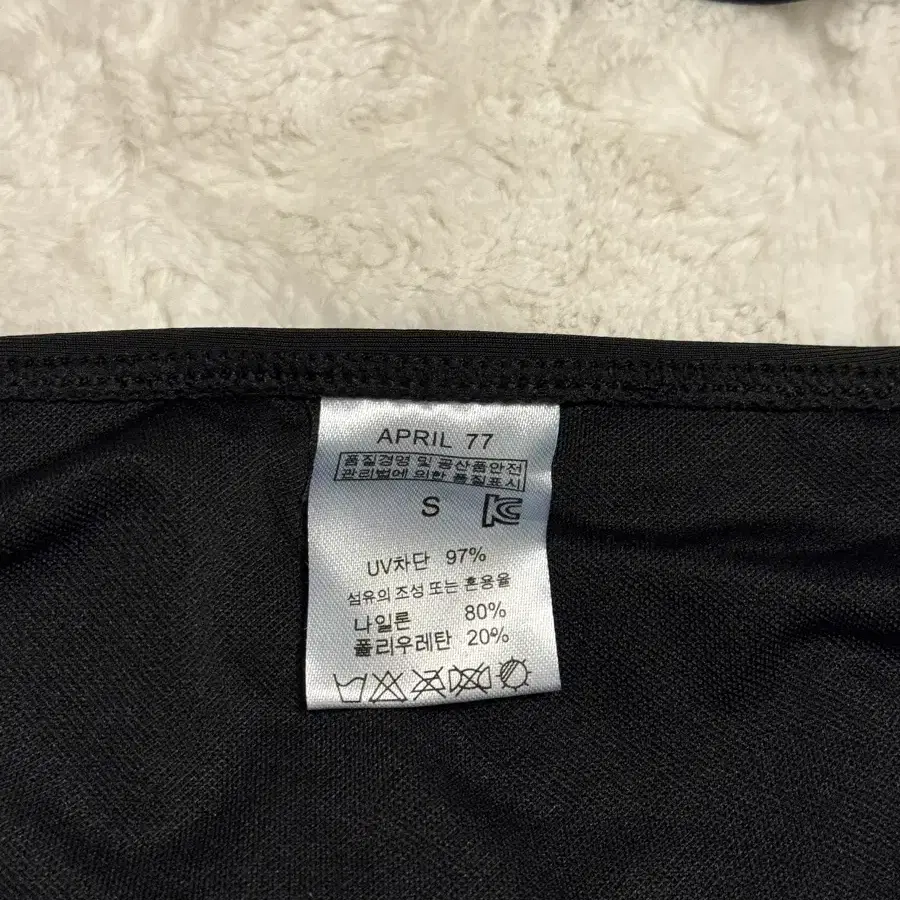 APRIL 77
품질경영 및 공산품안전
관리법에 의한 품질표시
S KC
UV차단 97%
섬유의 조성 또는 혼용율
나일론 80%
폴리우레탄 20%